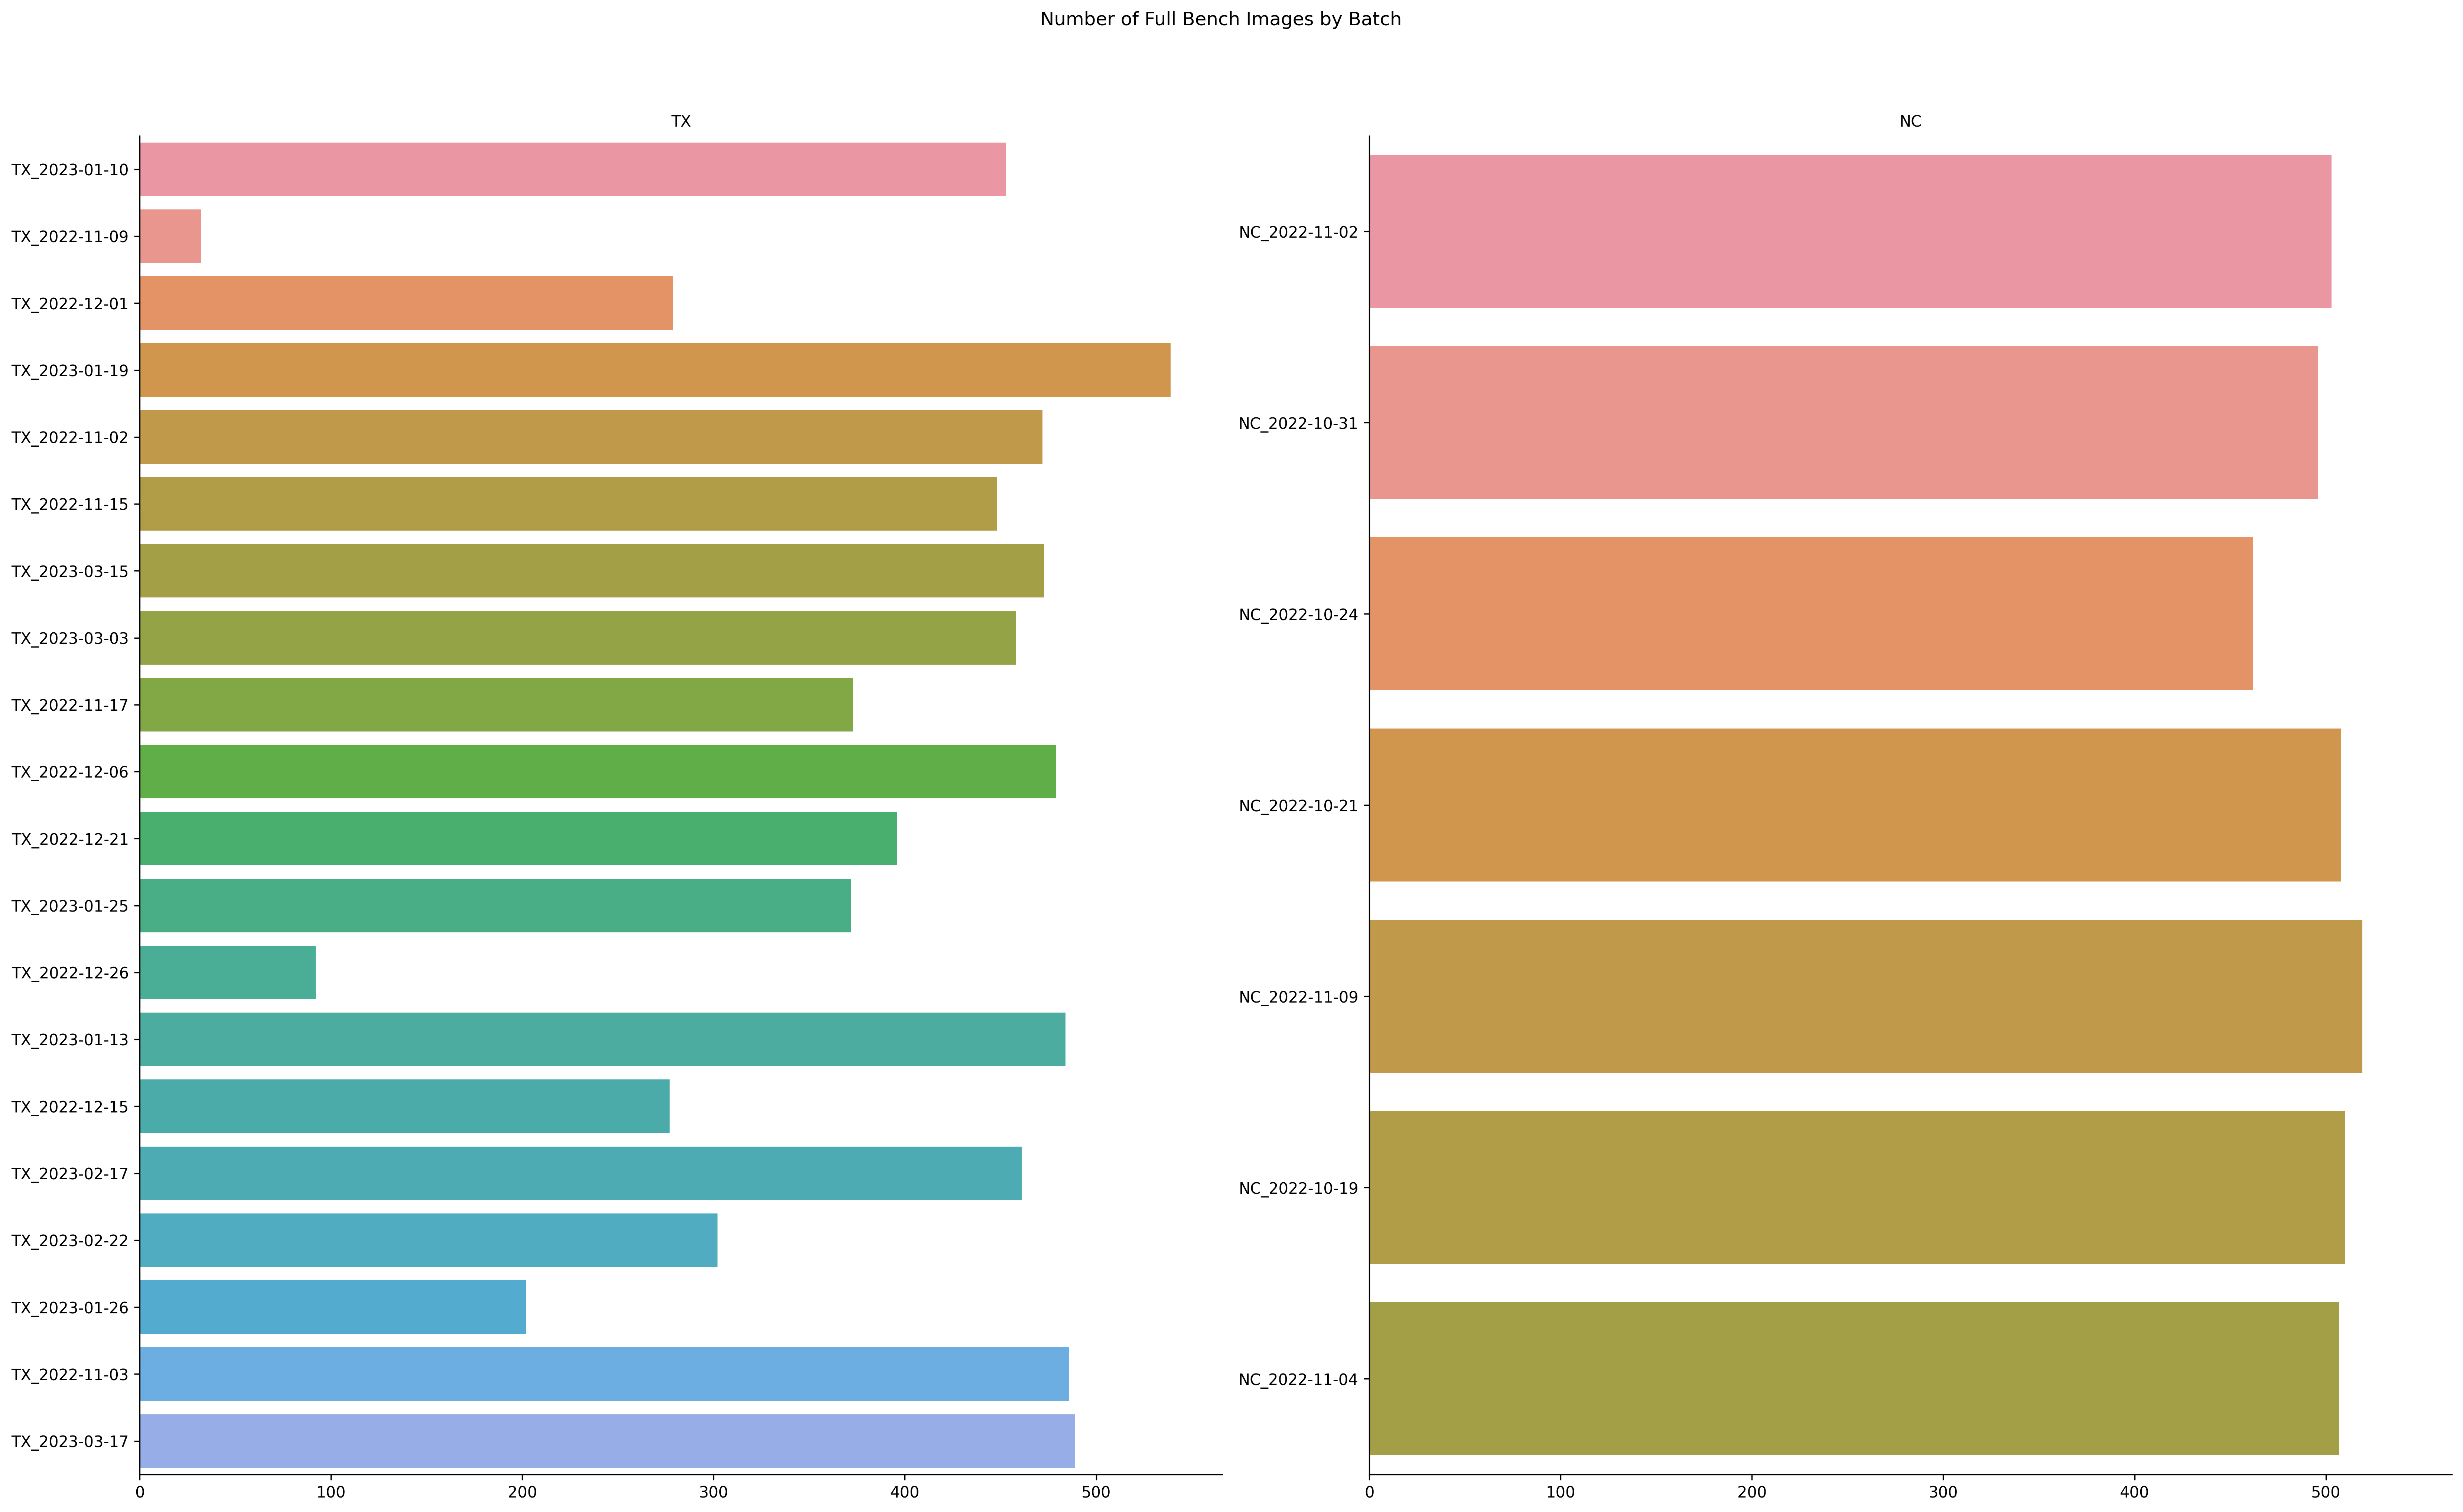 Number of Full Bench Images by Batch
TX
TX_2023-01-10
TX_2022-11-09
TX_2022-12-01
TX_2023-01-19
TX_2022-11-02
TX_2022-11-15
TX_2023-03-15
TX_2023-03-03
TX_2022-11-17
TX_2022-12-06
TX_2022-12-21
TX_2023-01-25
TX_2022-12-26
TX_2023-01-13
TX_2022-12-15
TX_2023-02-17
TX_2023-02-22
TX_2023-01-26
TX_2022-11-03
TX_2023-03-17
0 100 200 300 400 500
NC
NC_2022-11-02
NC_2022-10-31
NC_2022-10-24
NC_2022-10-21
NC_2022-11-09
NC_2022-10-19
NC_2022-11-04
0 100 200 300 400 500